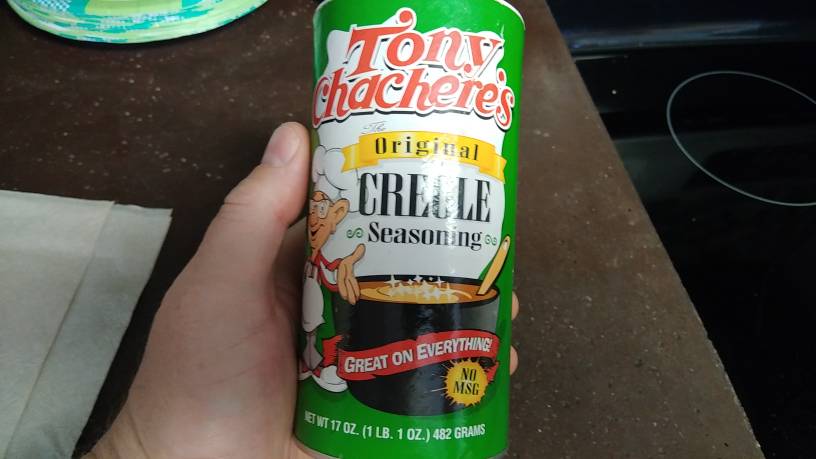 Tony
Chachere's
The
Original
CREOLE
Seasoning
GREAT ON EVERYTHING!
NO
MSG
NET WT 17 OZ. (1 LB. 1 OZ.) 482 GRAMS